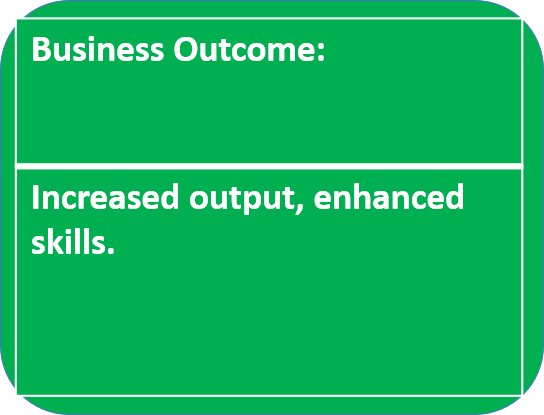 Business Outcome:
Increased output, enhanced
skills.